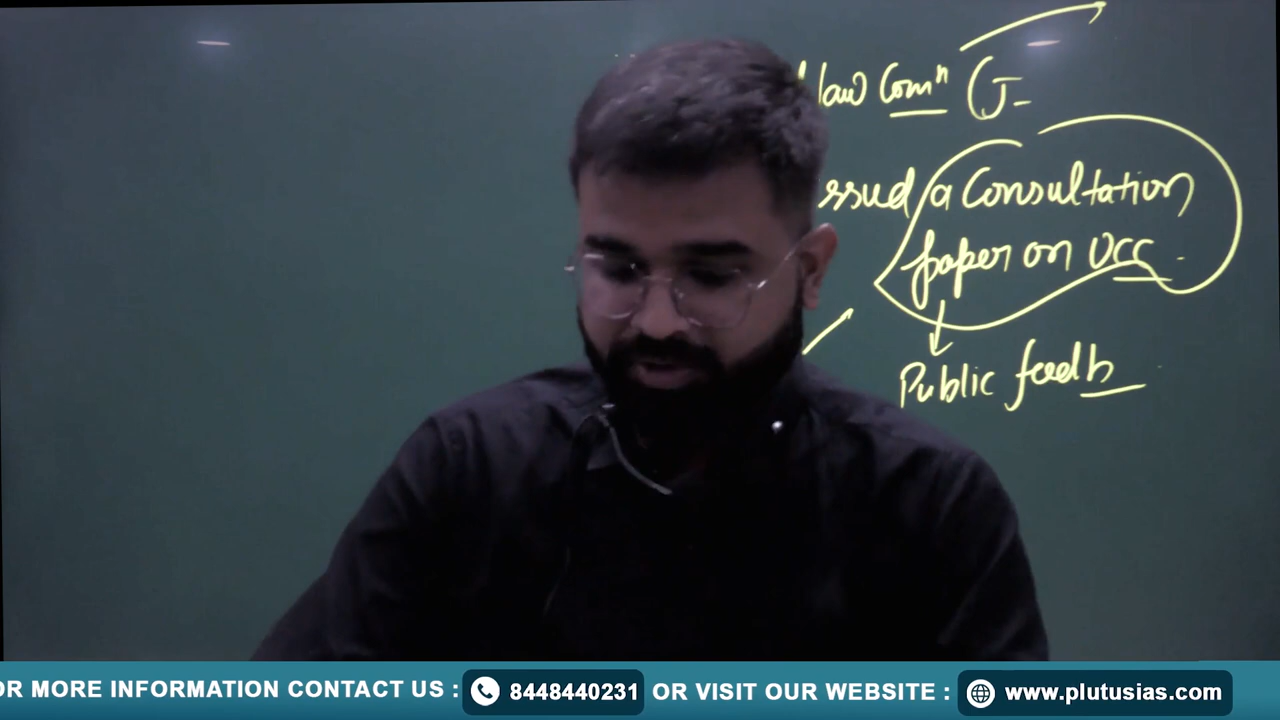 law Comⁿ (J-
ssued a Consultation
paper on UCC.
Public feedb
OR MORE INFORMATION CONTACT US : 8448440231 OR VISIT OUR WEBSITE : www.plutusias.com